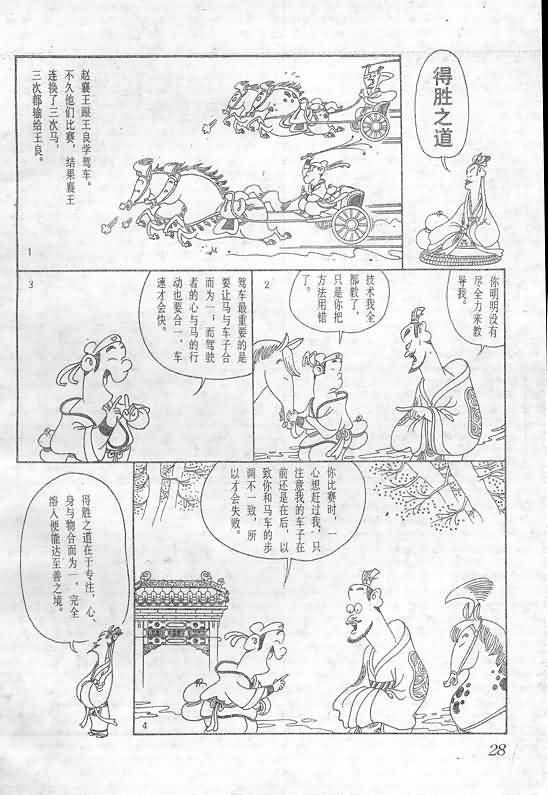 得胜之道
赵襄王跟王良学驾车。
不久他们比赛，结果襄王
连换了三次马，
三次都输给王良。
1
你明明没有
尽全力来教
导我。
技术我全
部教了，
只是你把
方法用错
了。
2
驾车最重要的是
要让马与车子合
而为一；而驾驶
者的心与马的行
动也要合一，车
速才会快。
3
你比赛时，一
心想赶过我，只
注意我的车子在
前还是在后，以
致你和马车的步
调不一致，所
以才会失败。
4
得胜之道在于专注，心、
身与物合而为一，完全
溶入便能达至善之境。
28